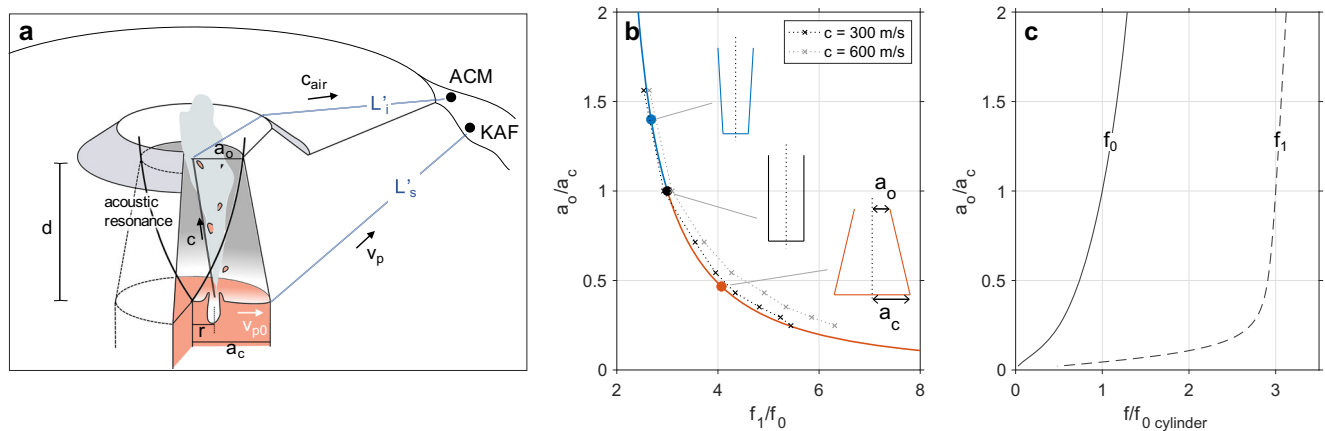 a
ACM
c_air
L'_i
KAF
a_o
L'_s
acoustic
resonance
d
c
v_p
v_p0
r
a_c
b
c = 300 m/s
c = 600 m/s
a_o
a_c
a_o/a_c
2
1.5
1
0.5
0
2
4
6
8
f_1/f_0
c
f_0
f_1
a_o/a_c
2
1.5
1
0.5
0
0
1
2
3
f/f_0 cylinder